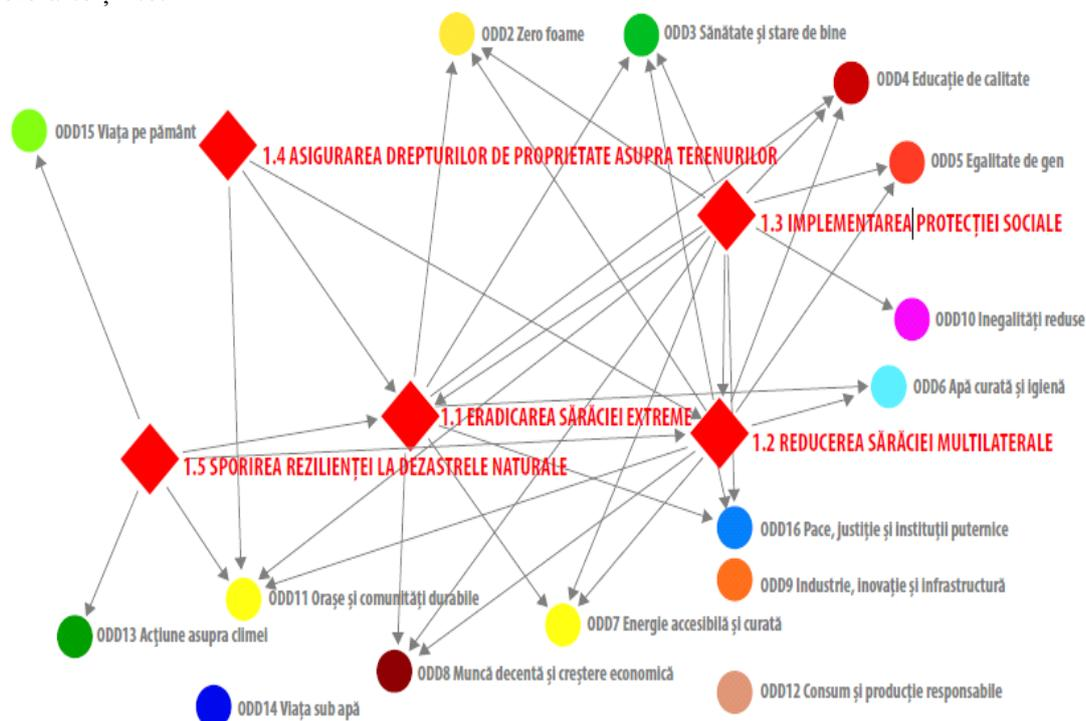 ODD2 Zero foame
ODD3 Sănătate și stare de bine
ODD4 Educație de calitate
ODD15 Viața pe pământ
1.4 ASIGURAREA DREPTURILOR DE PROPRIETATE ASUPRA TERENURILOR
ODD5 Egalitate de gen
1.3 IMPLEMENTAREA PROTECȚIEI SOCIALE
ODD10 Inegalități reduse
ODD6 Apă curată și igienă
1.1 ERADICAREA SĂRĂCIEI EXTREME
1.2 REDUCEREA SĂRĂCIEI MULTILATERALE
1.5 SPORIREA REZILIENȚEI LA DEZASTRELE NATURALE
ODD16 Pace, justiție și instituții puternice
ODD9 Industrie, inovație și infrastructură
ODD11 Orașe și comunități durabile
ODD7 Energie accesibilă și curată
ODD13 Acțiune asupra climei
ODD8 Muncă decentă și creștere economică
ODD12 Consum și producție responsabile
ODD14 Viața sub apă